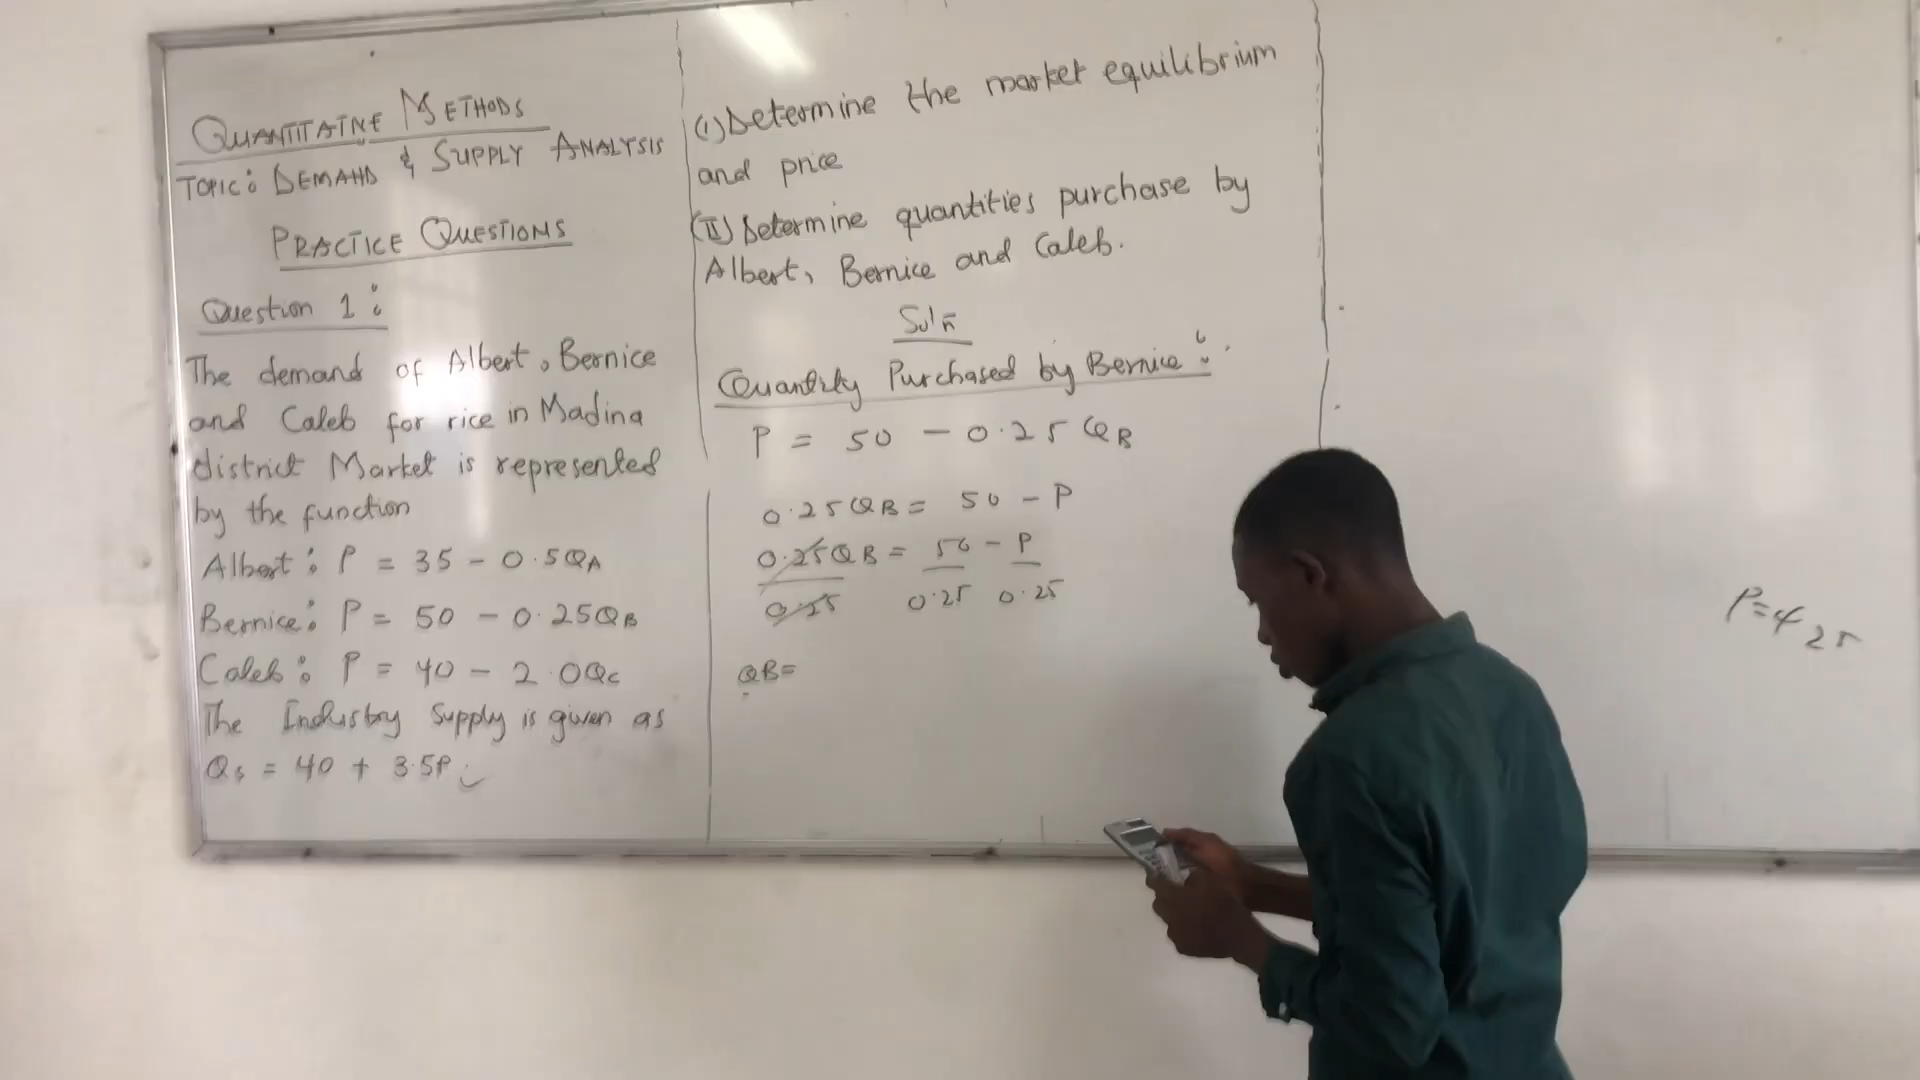 QUANTITATIVE METHODS
TOPIC: DEMAND & SUPPLY ANALYSIS
PRACTICE QUESTIONS
Question 1:
The demand of Albert, Bernice
and Caleb for rice in Madina
district Market is represented
by the function
Albert: P = 35 - 0.5QA
Bernice: P = 50 - 0.25QB
Caleb: P = 40 - 2.0QC
The Industry Supply is given as
Qs = 40 + 3.5P
(I) Determine the market equilibrium
and price
(II) Determine quantities purchase by
Albert, Bernice and Caleb.
Soln
Quantity Purchased by Bernice:
P = 50 - 0.25QB
0.25QB = 50 - P
0.25QB = 50 - P
0.25 0.25 0.25
QB=
P=4 25